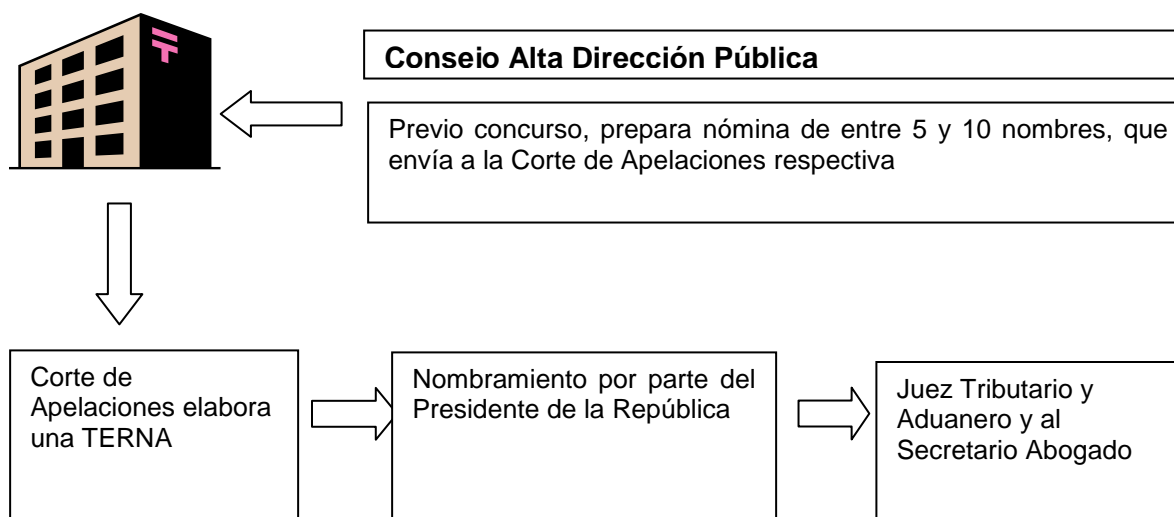 Consejo Alta Dirección Pública
Previo concurso, prepara nómina de entre 5 y 10 nombres, que
envía a la Corte de Apelaciones respectiva
Corte de
Apelaciones elabora
una TERNA
Nombramiento por parte del
Presidente de la República
Juez Tributario y
Aduanero y al
Secretario Abogado